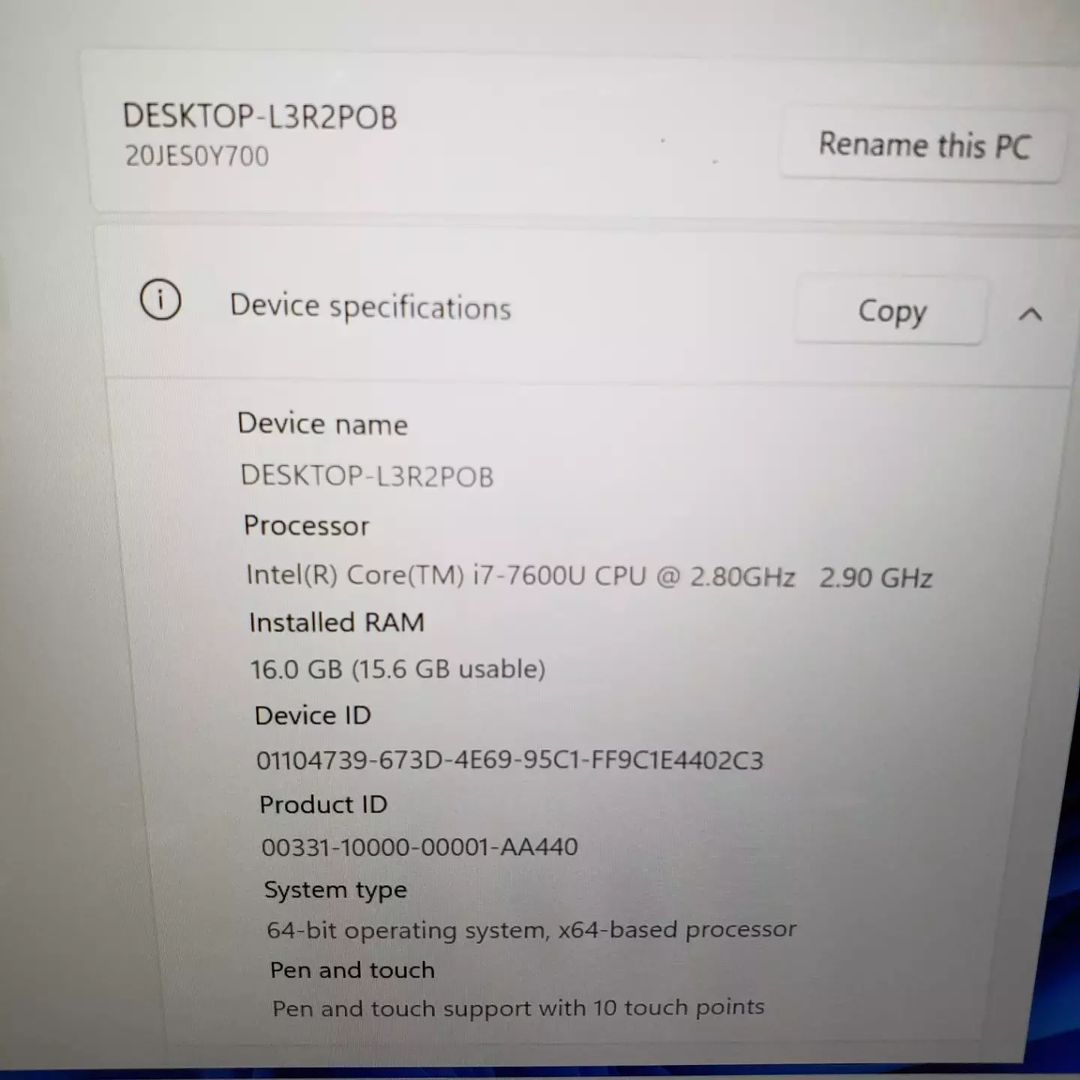 DESKTOP-L3R2POB
20JES0Y700
Rename this PC
Device specifications
Copy
Device name
DESKTOP-L3R2POB
Processor
Intel(R) Core(TM) i7-7600U CPU @ 2.80GHz 2.90 GHz
Installed RAM
16.0 GB (15.6 GB usable)
Device ID
01104739-673D-4E69-95C1-FF9C1E4402C3
Product ID
00331-10000-00001-AA440
System type
64-bit operating system, x64-based processor
Pen and touch
Pen and touch support with 10 touch points